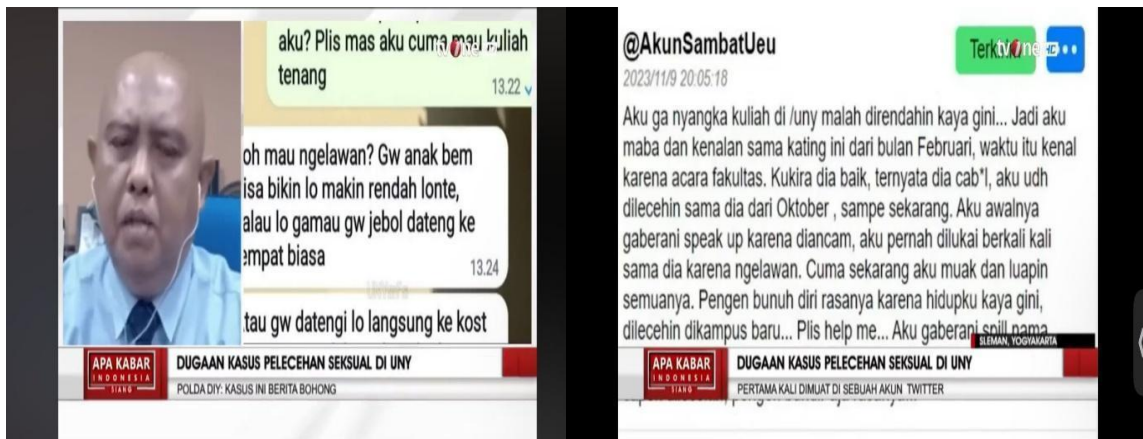 aku? Plis mas aku cuma mau kuliah
tenang
13.22
tvOne
oh mau ngelawan? Gw anak bem
isa bikin lo makin rendah lonte,
alau lo gamau gw jebol dateng ke
empat biasa
13.24
tau gw datengi lo langsung ke kost
APA KABAR
INDONESIA
SIANG
DUGAAN KASUS PELECEHAN SEKSUAL DI UNY
POLDA DIY: KASUS INI BERITA BOHONG
@AkunSambatUeu
2023/11/9 20:05:18
tvOne
Aku ga nyangka kuliah di /uny malah direndahin kaya gini... Jadi aku
maba dan kenalan sama kating ini dari bulan Februari, waktu itu kenal
karena acara fakultas. Kukira dia baik, ternyata dia cab*l, aku udh
dilecehin sama dia dari Oktober , sampe sekarang. Aku awalnya
gaberani speak up karena diancam, aku pernah dilukai berkali kali
sama dia karena ngelawan. Cuma sekarang aku muak dan luapin
semuanya. Pengen bunuh diri rasanya karena hidupku kaya gini,
dilecehin dikampus baru... Plis help me... Aku gaberani spill nama
SLEMAN, YOGYAKARTA
APA KABAR
INDONESIA
SIANG
DUGAAN KASUS PELECEHAN SEKSUAL DI UNY
PERTAMA KALI DIMUAT DI SEBUAH AKUN TWITTER